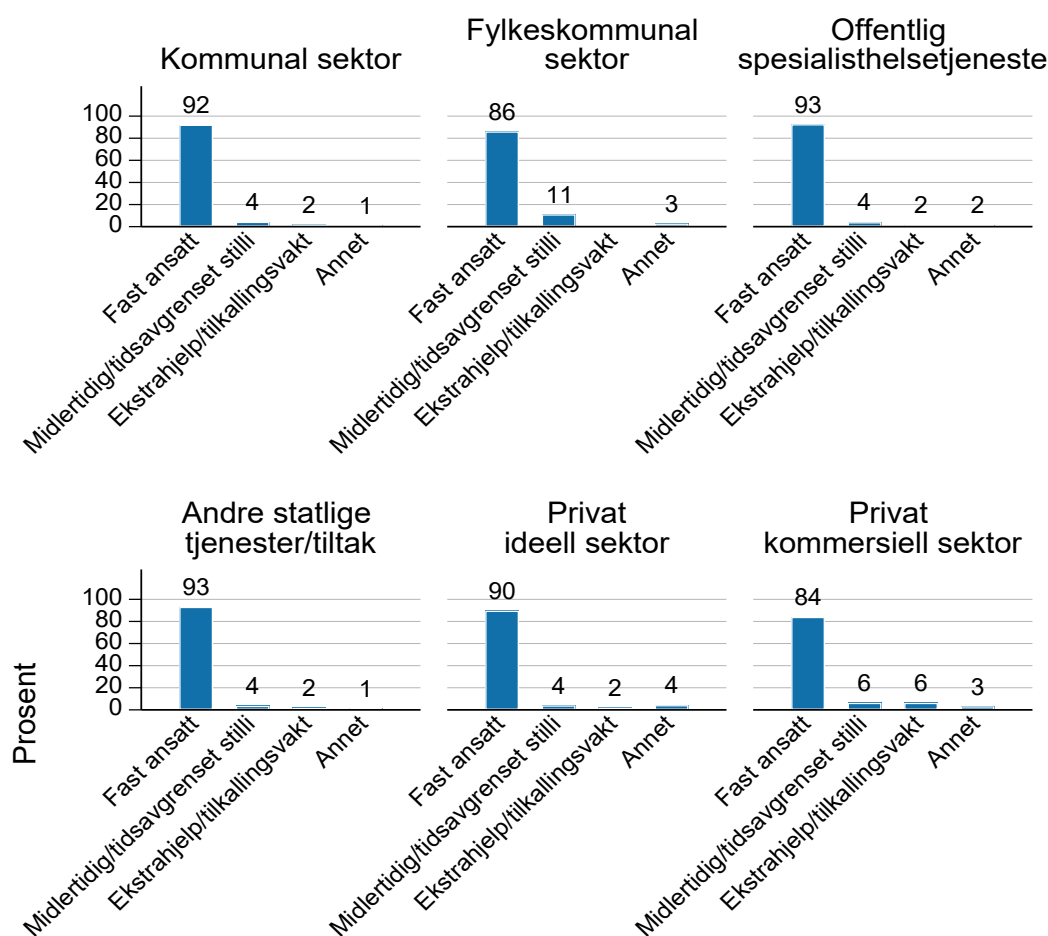 Kommunal sektor
Fylkeskommunal
sektor
Offentlig
spesialisthelsetjeneste
100
80
60
40
20
0
92
4
2
1
86
11
3
93
4
2
2
Fast ansatt
Midlertidig/tidsavgrenset stilli
Ekstrahjelp/tilkallingsvakt
Annet
Fast ansatt
Midlertidig/tidsavgrenset stilli
Ekstrahjelp/tilkallingsvakt
Annet
Fast ansatt
Midlertidig/tidsavgrenset stilli
Ekstrahjelp/tilkallingsvakt
Annet
Andre statlige
tjenester/tiltak
Privat
ideell sektor
Privat
kommersiell sektor
Prosent
100
80
60
40
20
0
93
4
2
1
90
4
2
4
84
6
6
3
Fast ansatt
Midlertidig/tidsavgrenset stilli
Ekstrahjelp/tilkallingsvakt
Annet
Fast ansatt
Midlertidig/tidsavgrenset stilli
Ekstrahjelp/tilkallingsvakt
Annet
Fast ansatt
Midlertidig/tidsavgrenset stilli
Ekstrahjelp/tilkallingsvakt
Annet